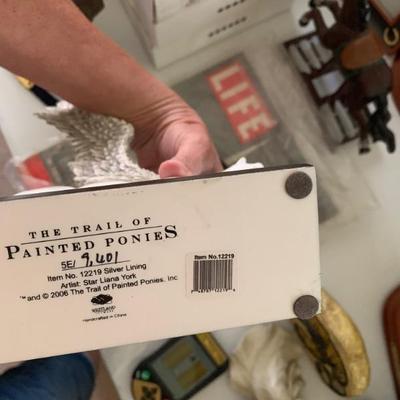 LIFE
THE TRAIL OF
PAINTED PONIES
5E/ 9,401
Item No. 12219 Silver Lining
Artist: Star Liana York
™ and © 2006 The Trail of Painted Ponies, Inc
WESTLAND
Handcrafted in China
Item No.12219